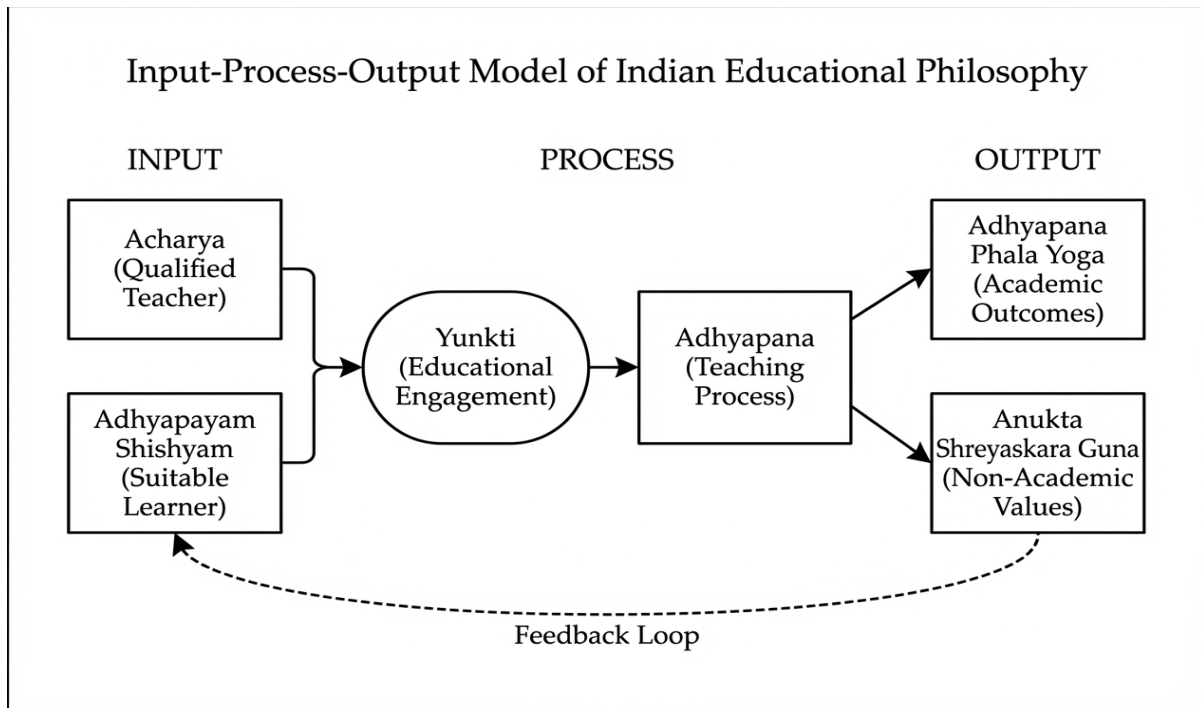 Input-Process-Output Model of Indian Educational Philosophy
INPUT
PROCESS
OUTPUT
Acharya
(Qualified
Teacher)
Adhyapayam
Shishyam
(Suitable
Learner)
Yunkti
(Educational
Engagement)
Adhyapana
(Teaching
Process)
Adhyapana
Phala Yoga
(Academic
Outcomes)
Anukta
Shreyaskara Guna
(Non-Academic
Values)
Feedback Loop